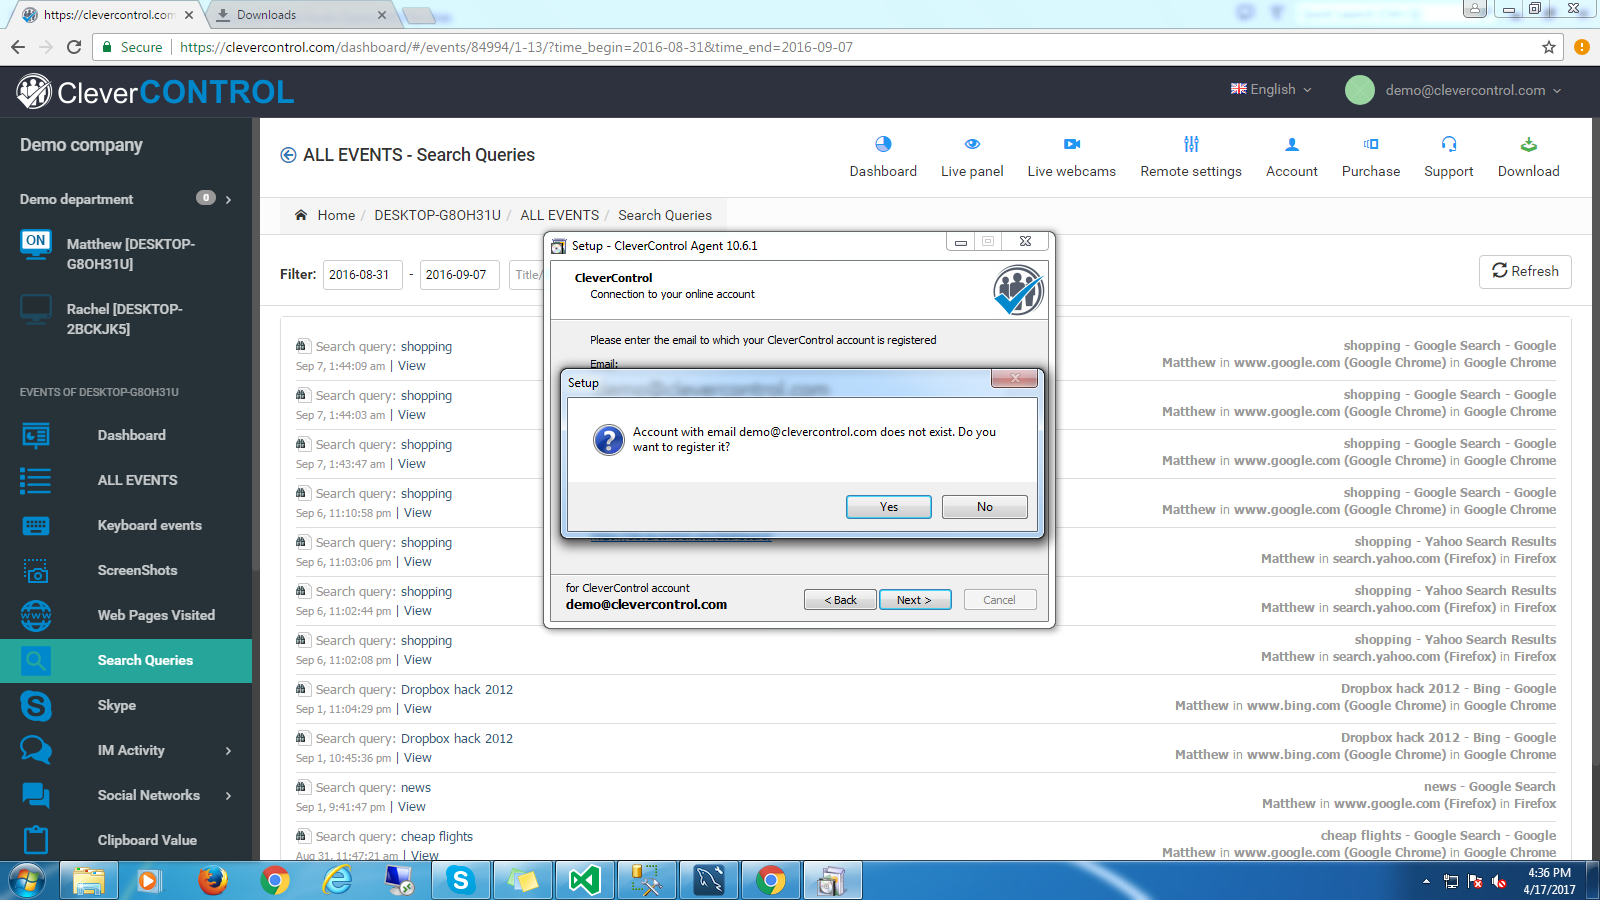 https://clevercontrol.com
Downloads
Secure
https://clevercontrol.com/dashboard/#/events/84994/1-13/?time_begin=2016-08-31&time_end=2016-09-07
CleverCONTROL
English
demo@clevercontrol.com
Demo company
Demo department 0
ON
Matthew [DESKTOP-
G8OH31U]
Rachel [DESKTOP-
2BCKJK5]
EVENTS OF DESKTOP-G8OH31U
Dashboard
ALL EVENTS
Keyboard events
ScreenShots
Web Pages Visited
Search Queries
Skype
IM Activity
Social Networks
Clipboard Value
ALL EVENTS - Search Queries
Dashboard
Live panel
Live webcams
Remote settings
Account
Purchase
Support
Download
Home / DESKTOP-G8OH31U / ALL EVENTS / Search Queries
Filter: 2016-08-31 - 2016-09-07 Title/
Refresh
Search query: shopping
Sep 7, 1:44:09 am | View
shopping - Google Search - Google
Matthew in www.google.com (Google Chrome) in Google Chrome
Search query: shopping
Sep 7, 1:44:03 am | View
shopping - Google Search - Google
Matthew in www.google.com (Google Chrome) in Google Chrome
Search query: shopping
Sep 7, 1:43:47 am | View
shopping - Google Search - Google
Matthew in www.google.com (Google Chrome) in Google Chrome
Search query: shopping
Sep 6, 11:10:58 pm | View
shopping - Google Search - Google
Matthew in www.google.com (Google Chrome) in Google Chrome
Search query: shopping
Sep 6, 11:03:06 pm | View
shopping - Yahoo Search Results
Matthew in search.yahoo.com (Firefox) in Firefox
Search query: shopping
Sep 6, 11:02:44 pm | View
shopping - Yahoo Search Results
Matthew in search.yahoo.com (Firefox) in Firefox
Search query: shopping
Sep 6, 11:02:08 pm | View
shopping - Yahoo Search Results
Matthew in search.yahoo.com (Firefox) in Firefox
Search query: Dropbox hack 2012
Sep 1, 11:04:29 pm | View
Dropbox hack 2012 - Bing - Google
Matthew in www.bing.com (Google Chrome) in Google Chrome
Search query: Dropbox hack 2012
Sep 1, 10:45:36 pm | View
Dropbox hack 2012 - Bing - Google
Matthew in www.bing.com (Google Chrome) in Google Chrome
Search query: news
Sep 1, 9:41:47 pm | View
news - Google Search
Matthew in www.google.com (Firefox) in Firefox
Search query: cheap flights
Aug 31, 11:47:21 am | View
cheap flights - Google Search - Google
Matthew in www.google.com (Google Chrome) in Google Chrome
Setup - CleverControl Agent 10.6.1
CleverControl
Connection to your online account
Please enter the email to which your CleverControl account is registered
Email:
Setup
demo@clevercontrol.com
Account with email demo@clevercontrol.com does not exist. Do you
want to register it?
Yes
No
for CleverControl account
demo@clevercontrol.com
< Back
Next >
Cancel
4:36 PM
4/17/2017